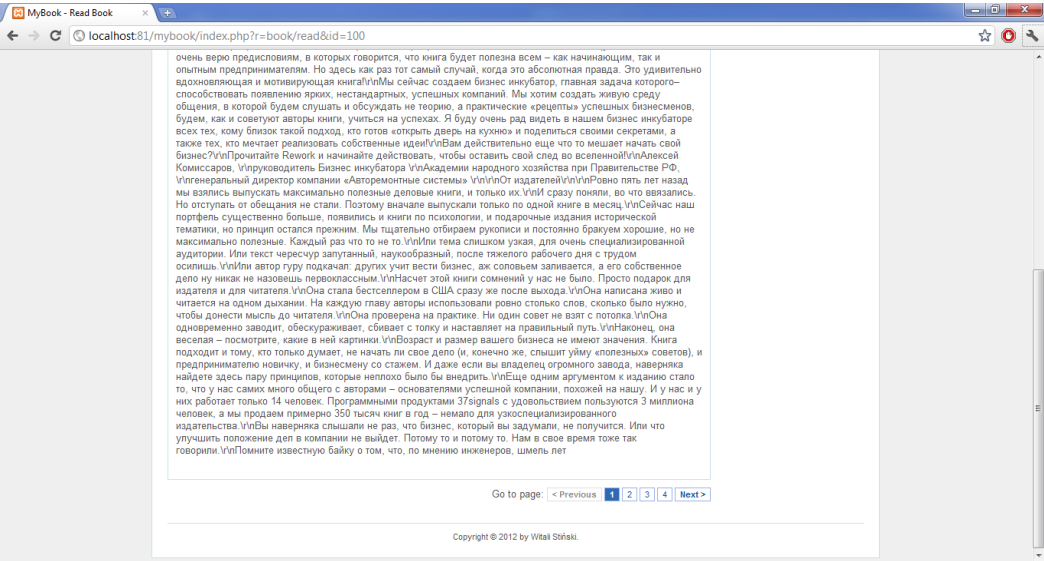 MyBook - Read Book
localhost:81/mybook/index.php?r=book/read&id=100
очень верю предисловиям, в которых говорится, что книга будет полезна всем – как начинающим, так и
опытным предпринимателям. Но здесь как раз тот самый случай, когда это абсолютная правда. Это удивительно
вдохновляющая и мотивирующая книга!\r\nМы сейчас создаем бизнес инкубатор, главная задача которого–
способствовать появлению ярких, нестандартных, успешных компаний. Мы хотим создать живую среду
общения, в которой будем слушать и обсуждать не теорию, а практические «рецепты» успешных бизнесменов,
будем, как и советуют авторы книги, учиться на успехах. Я буду очень рад видеть в нашем бизнес инкубаторе
всех тех, кому близок такой подход, кто готов «открыть дверь на кухню» и поделиться своими секретами, а
также тех, кто мечтает реализовать собственные идеи!\r\nВам действительно еще что то мешает начать свой
бизнес?\r\nПрочитайте Rework и начинайте действовать, чтобы оставить свой след во вселенной!\r\nАлексей
Комиссаров, \r\nруководитель Бизнес инкубатора \r\nАкадемии народного хозяйства при Правительстве РФ,
\r\nгенеральный директор компании «Авторемонтные системы» \r\n\r\nОт издателей\r\n\r\nРовно пять лет назад
мы взялись выпускать максимально полезные деловые книги, и только их.\r\nИ сразу поняли, во что ввязались.
Но отступать от обещания не стали. Поэтому вначале выпускали только по одной книге в месяц.\r\nСейчас наш
портфель существенно больше, появились и книги по психологии, и подарочные издания исторической
тематики, но принцип остался прежним. Мы тщательно отбираем рукописи и постоянно бракуем хорошие, но не
максимально полезные. Каждый раз что то не то.\r\nИли тема слишком узкая, для очень специализированной
аудитории. Или текст чересчур запутанный, наукообразный, после тяжелого рабочего дня с трудом
осилишь.\r\nИли автор гуру подкачал: других учит вести бизнес, аж соловьем заливается, а его собственное
дело ну никак не назовешь первоклассным.\r\nНасчет этой книги сомнений у нас не было. Просто подарок для
издателя и для читателя.\r\nОна стала бестселлером в США сразу же после выхода.\r\nОна написана живо и
читается на одном дыхании. На каждую главу авторы использовали ровно столько слов, сколько было нужно,
чтобы донести мысль до читателя.\r\nОна проверена на практике. Ни один совет не взят с потолка.\r\nОна
одновременно заводит, обескураживает, сбивает с толку и наставляет на правильный путь.\r\nНаконец, она
веселая – посмотрите, какие в ней картинки.\r\nВозраст и размер вашего бизнеса не имеют значения. Книга
подходит и тому, кто только думает, не начать ли свое дело (и, конечно же, слышит уйму «полезных» советов), и
предпринимателю новичку, и бизнесмену со стажем. И даже если вы владелец огромного завода, наверняка
найдете здесь пару принципов, которые неплохо было бы внедрить.\r\nЕще одним аргументом к изданию стало
то, что у нас самих много общего с авторами – основателями успешной компании, похожей на нашу. И у нас и у
них работает только 14 человек. Программными продуктами 37signals с удовольствием пользуются 3 миллиона
человек, а мы продаем примерно 350 тысяч книг в год – немало для узкоспециализированного
издательства.\r\nВы наверняка слышали не раз, что бизнес, который вы задумали, не получится. Или что
улучшить положение дел в компании не выйдет. Потому то и потому то. Нам в свое время тоже так
говорили.\r\nПомните известную байку о том, что, по мнению инженеров, шмель лет
Go to page: < Previous 1 2 3 4 Next >
Copyright © 2012 by Witali Stiński.